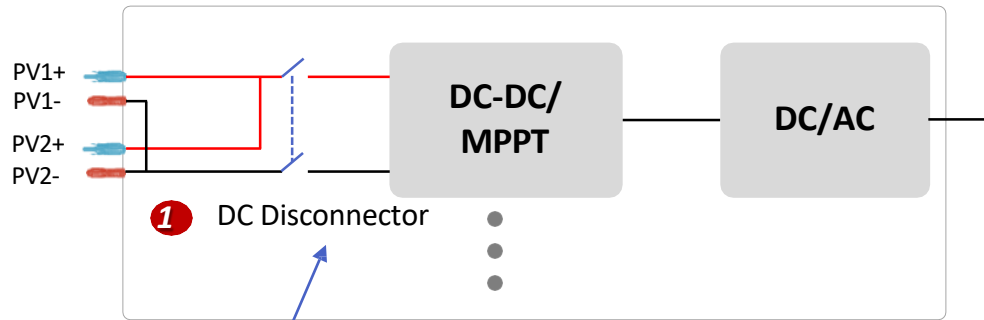 PV1+
PV1-
PV2+
PV2-
DC-DC/
MPPT
DC/AC
1 DC Disconnector